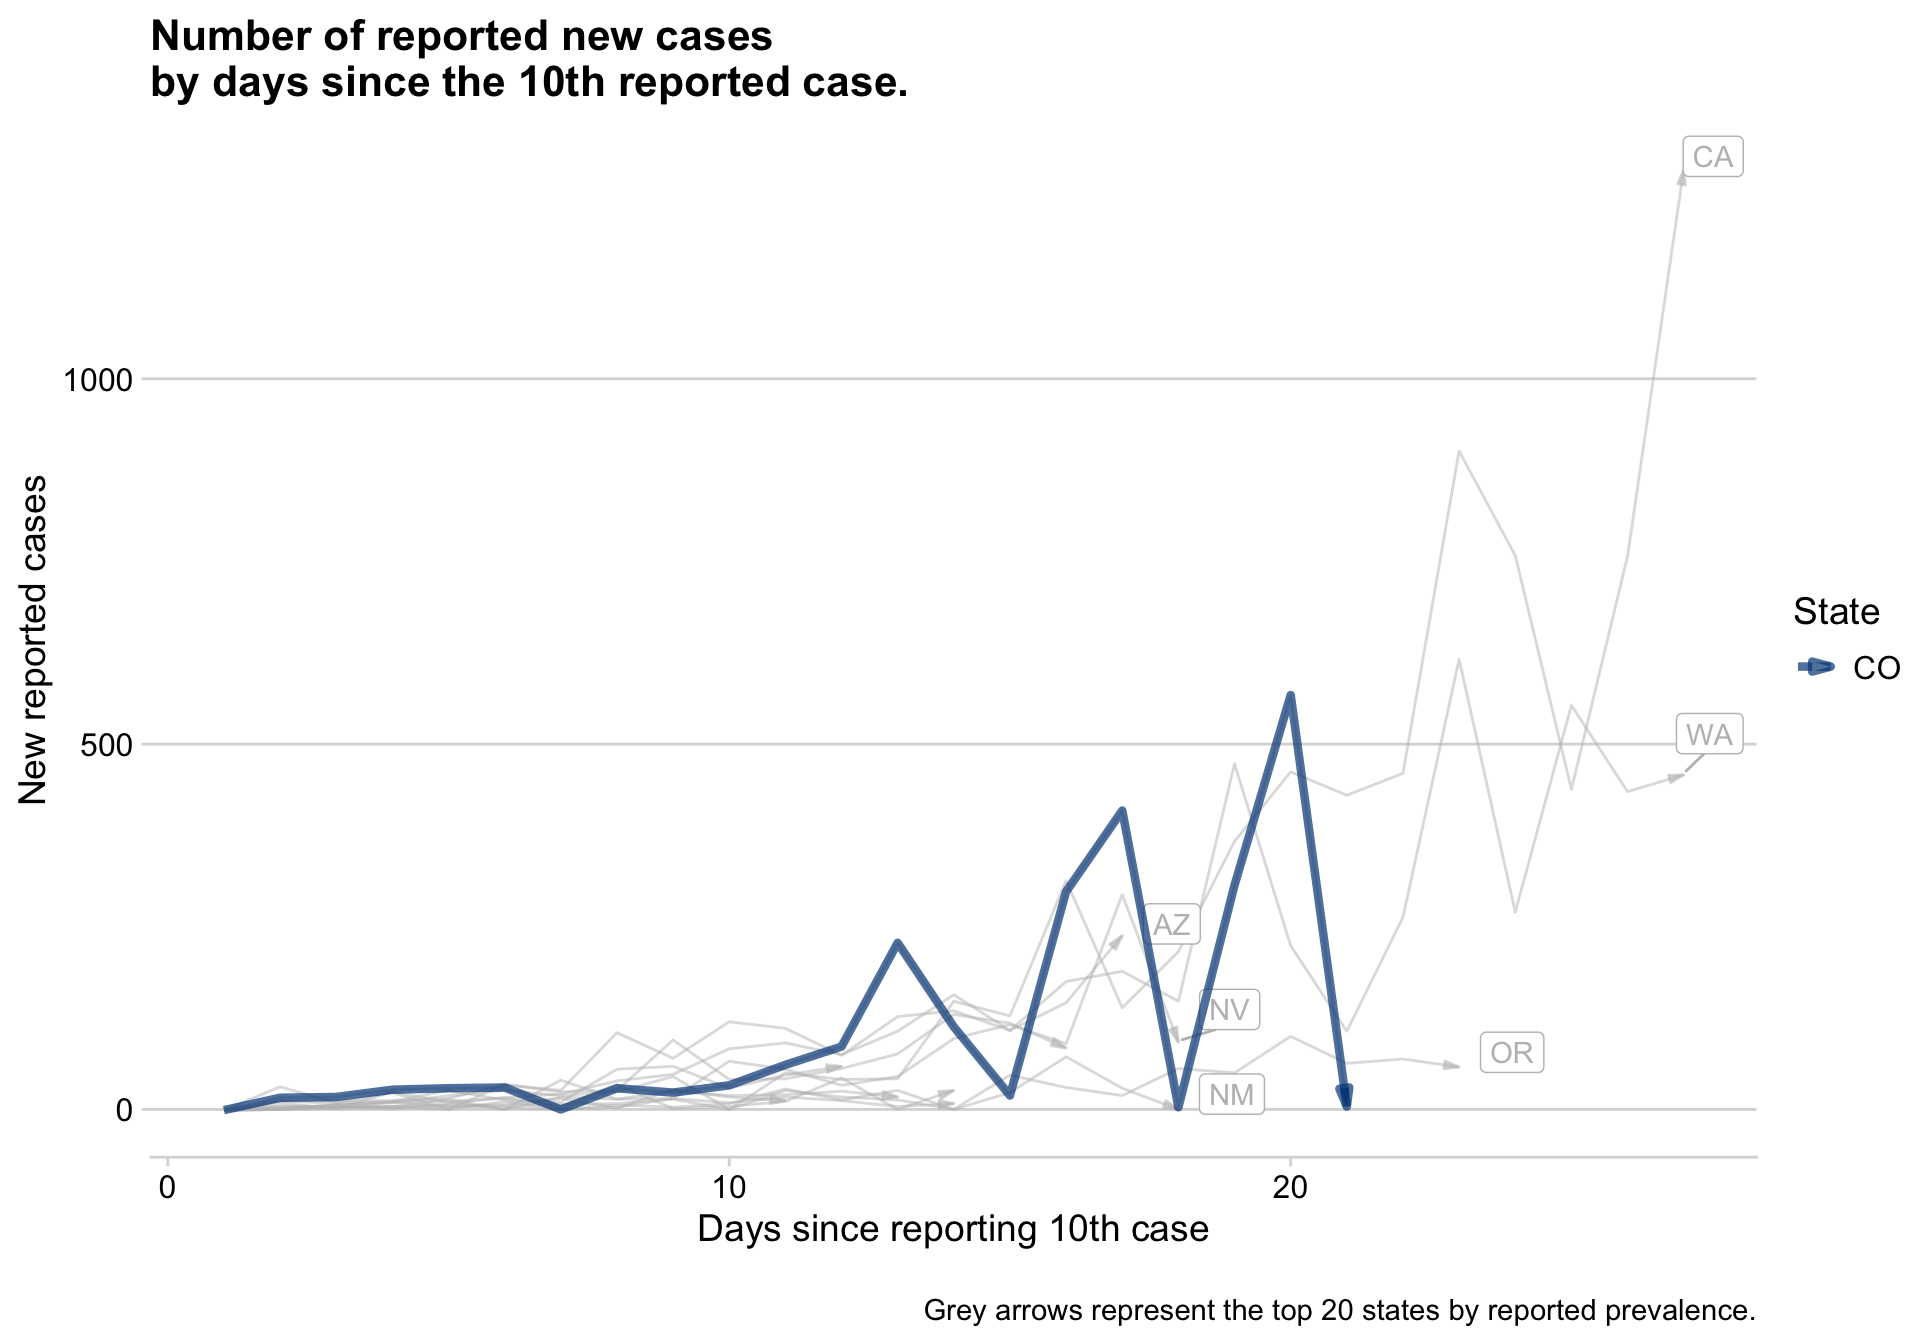 Number of reported new cases
by days since the 10th reported case.
CA
1000
New reported cases
State
CO
500
WA
AZ
NV
OR
NM
0
0
10
20
Days since reporting 10th case
Grey arrows represent the top 20 states by reported prevalence.